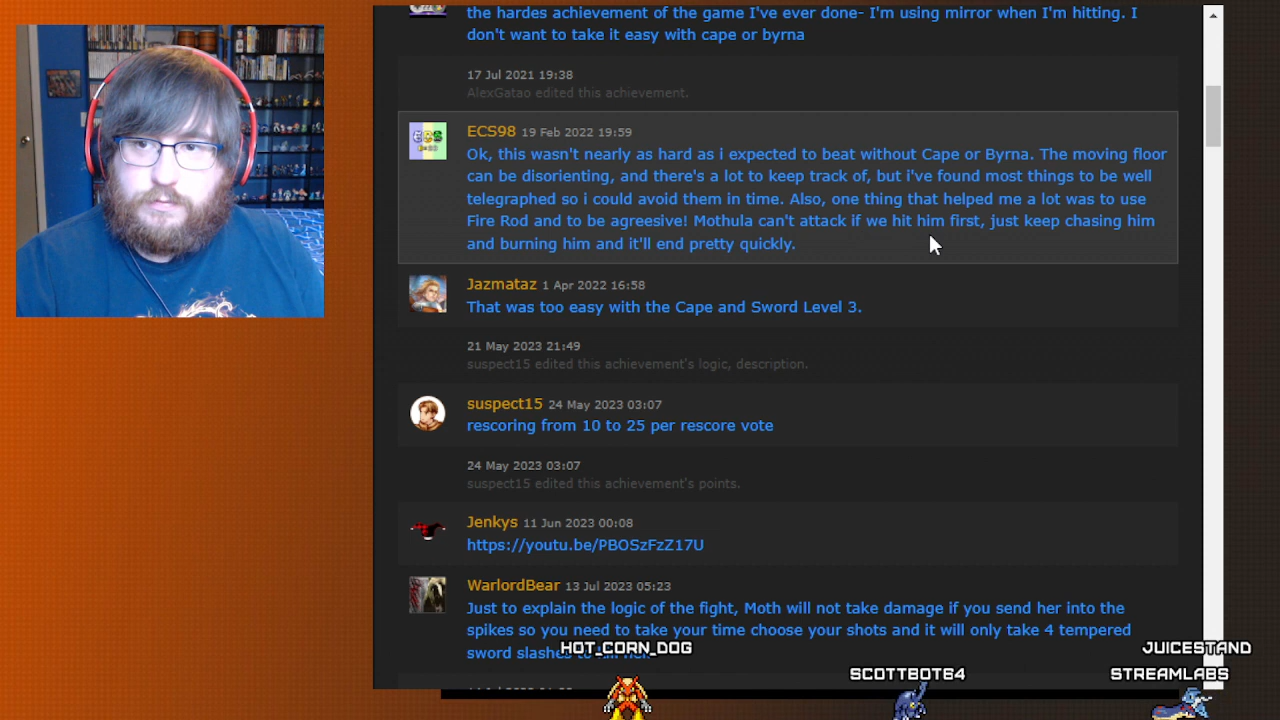 the hardes achievement of the game I've ever done- I'm using mirror when I'm hitting. I
don't want to take it easy with cape or byrna
17 Jul 2021 19:38
AlexGatao edited this achievement.
ECS98 19 Feb 2022 19:59
Ok, this wasn't nearly as hard as i expected to beat without Cape or Byrna. The moving floor
can be disorienting, and there's a lot to keep track of, but i've found most things to be well
telegraphed so i could avoid them in time. Also, one thing that helped me a lot was to use
Fire Rod and to be agreesive! Mothula can't attack if we hit him first, just keep chasing him
and burning him and it'll end pretty quickly.
Jazmataz 1 Apr 2022 16:58
That was too easy with the Cape and Sword Level 3.
21 May 2023 21:49
suspect15 edited this achievement's logic, description.
suspect15 24 May 2023 03:07
rescoring from 10 to 25 per rescore vote
24 May 2023 03:07
suspect15 edited this achievement's points.
Jenkys 11 Jun 2023 00:08
https://youtu.be/PBOSzFzZ17U
WarlordBear 13 Jul 2023 05:23
Just to explain the logic of the fight, Moth will not take damage if you send her into the
spikes so you need to take your time choose your shots and it will only take 4 tempered
sword slashes to
HOT_CORN_DOG
JUICESTAND
SCOTTBOT64
STREAMLABS